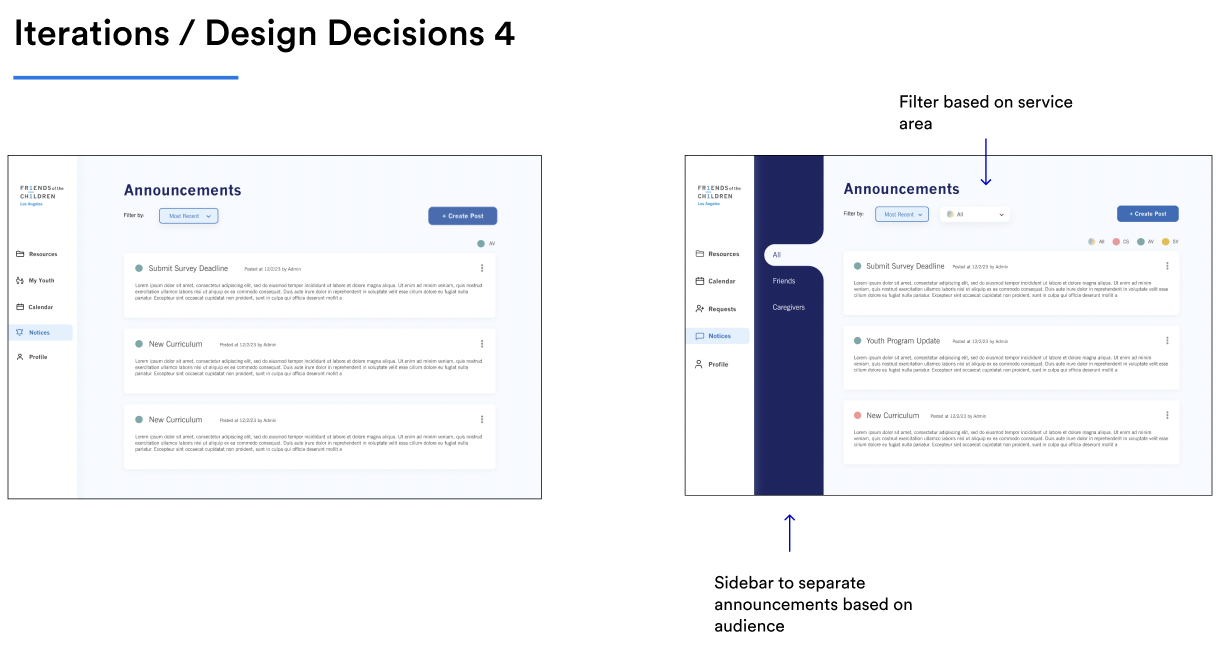 Iterations / Design Decisions 4
Filter based on service
area
FRIENDS of the
CHILDREN
Los Angeles
Resources
My Youth
Calendar
Notices
Profile
Announcements
Filter by:
Most Recent
+ Create Post
AV
Submit Survey Deadline
Posted at 12/2/23 by Admin
Lorem ipsum dolor sit amet, consectetur adipiscing elit, sed do eiusmod tempor incididunt ut labore et dolore magna aliqua. Ut enim ad minim veniam, quis nostrud
exercitation ullamco laboris nisi ut aliquip ex ea commodo consequat. Duis aute irure dolor in reprehenderit in voluptate velit esse cillum dolore eu fugiat nulla
pariatur. Excepteur sint occaecat cupidatat non proident, sunt in culpa qui officia deserunt mollit a
New Curriculum
Posted at 12/2/23 by Admin
Lorem ipsum dolor sit amet, consectetur adipiscing elit, sed do eiusmod tempor incididunt ut labore et dolore magna aliqua. Ut enim ad minim veniam, quis nostrud
exercitation ullamco laboris nisi ut aliquip ex ea commodo consequat. Duis aute irure dolor in reprehenderit in voluptate velit esse cillum dolore eu fugiat nulla
pariatur. Excepteur sint occaecat cupidatat non proident, sunt in culpa qui officia deserunt mollit a
New Curriculum
Posted at 12/2/23 by Admin
Lorem ipsum dolor sit amet, consectetur adipiscing elit, sed do eiusmod tempor incididunt ut labore et dolore magna aliqua. Ut enim ad minim veniam, quis nostrud
exercitation ullamco laboris nisi ut aliquip ex ea commodo consequat. Duis aute irure dolor in reprehenderit in voluptate velit esse cillum dolore eu fugiat nulla
pariatur. Excepteur sint occaecat cupidatat non proident, sunt in culpa qui officia deserunt mollit a
FRIENDS of the
CHILDREN
Los Angeles
Resources
Calendar
Requests
Notices
Profile
All
Friends
Caregivers
Announcements
Filter by:
Most Recent
All
+ Create Post
All
CS
AV
SV
Submit Survey Deadline
Posted at 12/2/23 by Admin
Lorem ipsum dolor sit amet, consectetur adipiscing elit, sed do eiusmod tempor incididunt ut labore et dolore magna aliqua. Ut enim ad minim
veniam, quis nostrud exercitation ullamco laboris nisi ut aliquip ex ea commodo consequat. Duis aute irure dolor in reprehenderit in voluptate velit esse
cillum dolore eu fugiat nulla pariatur. Excepteur sint occaecat cupidatat non proident, sunt in culpa qui officia deserunt mollit a
Youth Program Update
Posted at 12/2/23 by Admin
Lorem ipsum dolor sit amet, consectetur adipiscing elit, sed do eiusmod tempor incididunt ut labore et dolore magna aliqua. Ut enim ad minim
veniam, quis nostrud exercitation ullamco laboris nisi ut aliquip ex ea commodo consequat. Duis aute irure dolor in reprehenderit in voluptate velit esse
cillum dolore eu fugiat nulla pariatur. Excepteur sint occaecat cupidatat non proident, sunt in culpa qui officia deserunt mollit a
New Curriculum
Posted at 12/2/23 by Admin
Lorem ipsum dolor sit amet, consectetur adipiscing elit, sed do eiusmod tempor incididunt ut labore et dolore magna aliqua. Ut enim ad minim
veniam, quis nostrud exercitation ullamco laboris nisi ut aliquip ex ea commodo consequat. Duis aute irure dolor in reprehenderit in voluptate velit esse
cillum dolore eu fugiat nulla pariatur. Excepteur sint occaecat cupidatat non proident, sunt in culpa qui officia deserunt mollit a
Sidebar to separate
announcements based on
audience